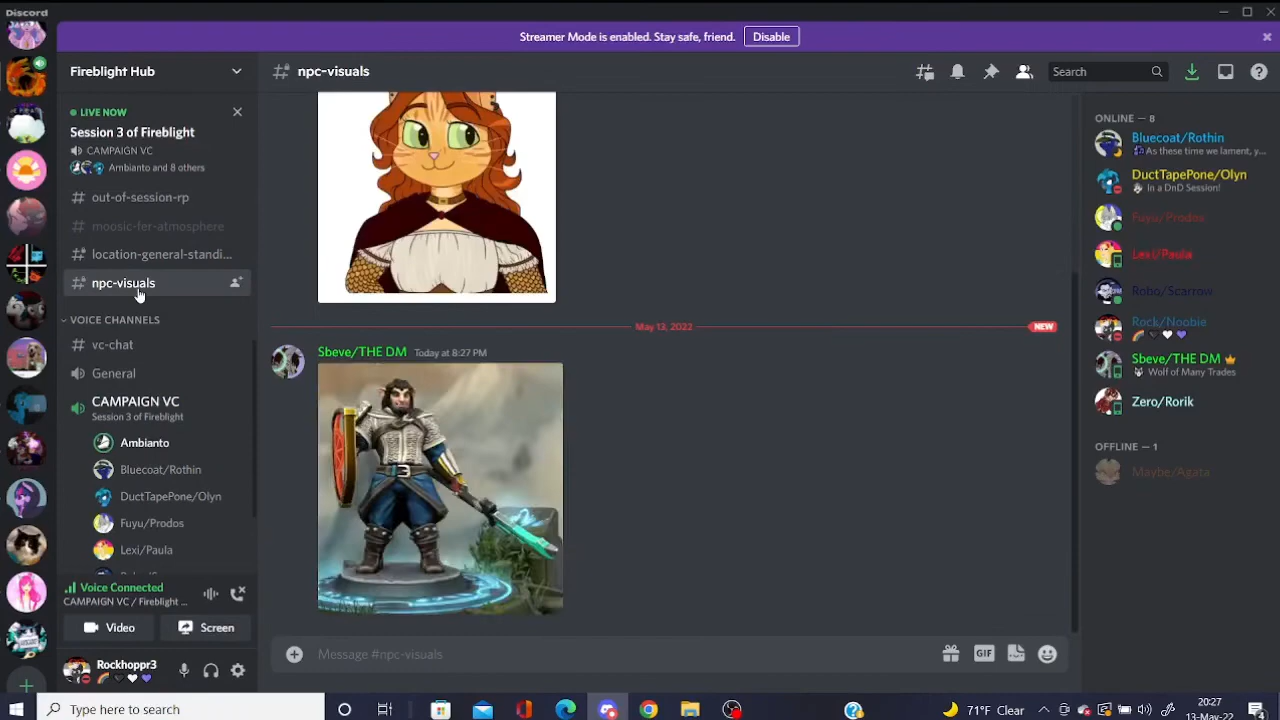 Discord
Streamer Mode is enabled. Stay safe, friend. Disable
Fireblight Hub
npc-visuals
Search
LIVE NOW
Session 3 of Fireblight
CAMPAIGN VC
Ambianto and 8 others
out-of-session-rp
moosic-fer-atmosphere
location-general-standi...
npc-visuals
VOICE CHANNELS
vc-chat
General
CAMPAIGN VC
Session 3 of Fireblight
Ambianto
Bluecoat/Rothin
DuctTapePone/Olyn
Fuyu/Prodos
Lexi/Paula
Voice Connected
CAMPAIGN VC / Fireblight ...
Video
Screen
Rockhoppr3
May 13, 2022
NEW
Sbeve/THE DM Today at 8:27 PM
Message #npc-visuals
GIF
ONLINE — 8
Bluecoat/Rothin
As these time we lament, y...
DuctTapePone/Olyn
In a DnD Session!
Fuyu/Prodos
Lexi/Paula
Robo/Scarrow
Rock/Noobie
Sbeve/THE DM
Wolf of Many Trades
Zero/Rorik
OFFLINE — 1
Maybe/Agata
Type here to search
71°F Clear
20:27
13-May-22